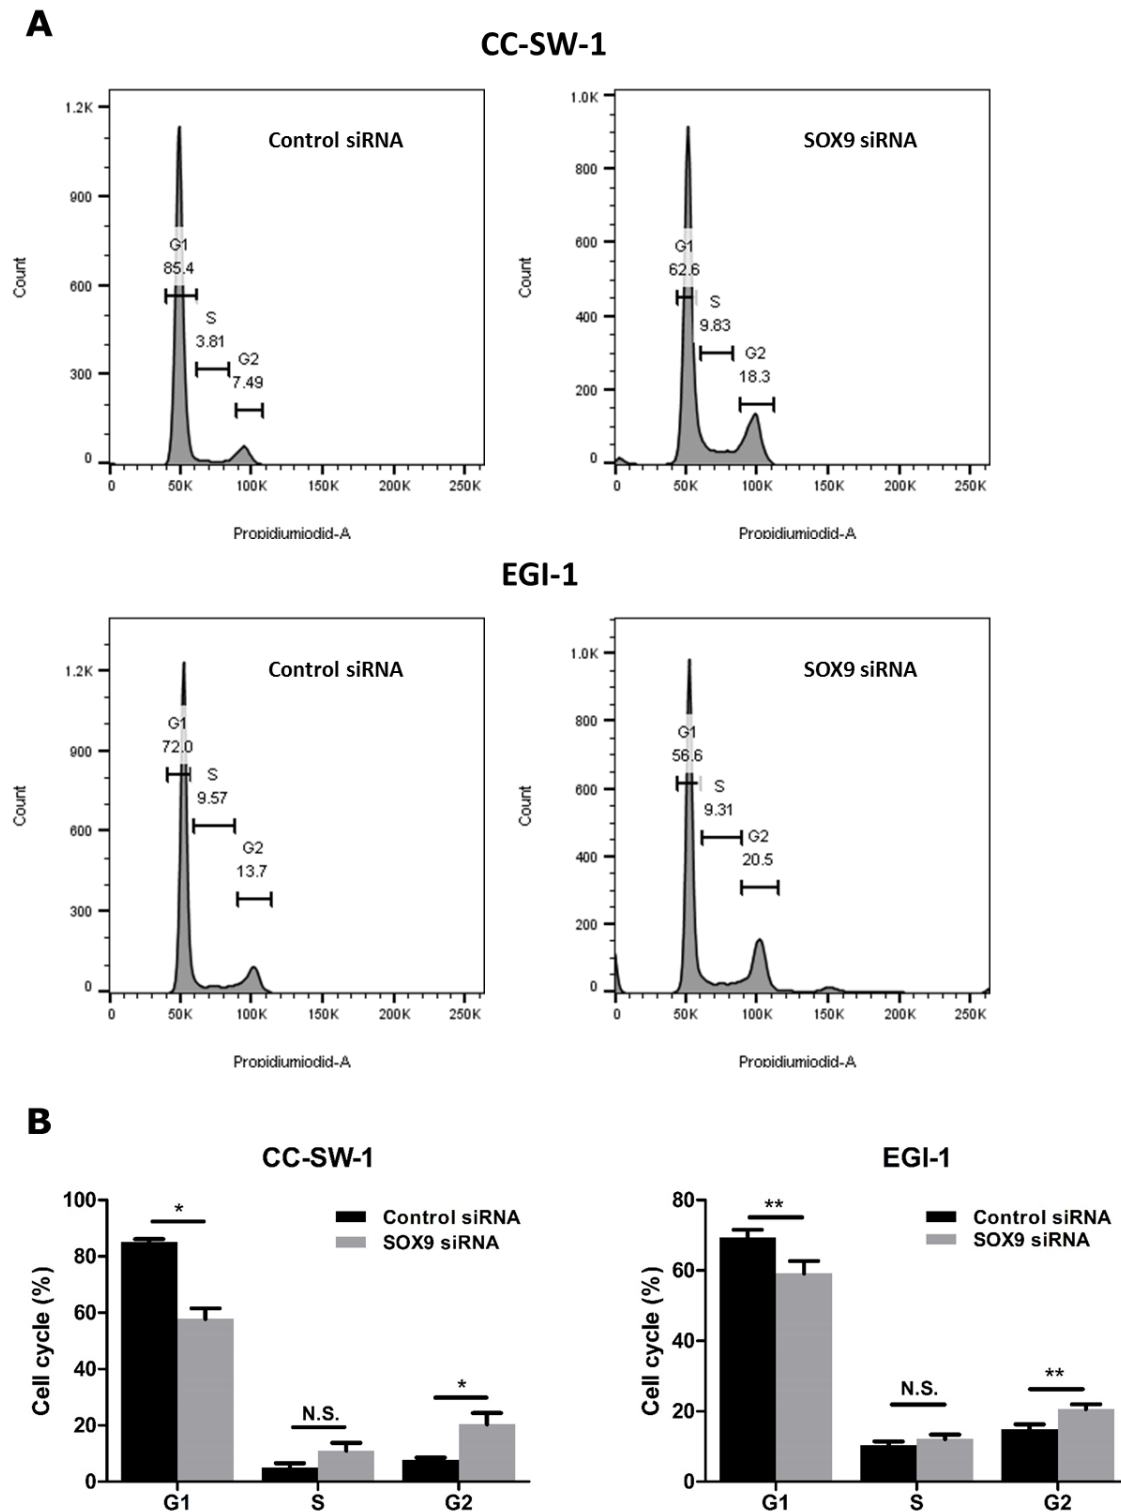 A
CC-SW-1
Control siRNA
1.2K
900
600
300
0
Count
G1
85.4
S
3.81
G2
7.49
0 50K 100K 150K 200K 250K
Propidiumiodid-A
SOX9 siRNA
1.0K
800
600
400
200
0
Count
G1
62.6
S
9.83
G2
18.3
0 50K 100K 150K 200K 250K
Propidiumiodid-A
EGI-1
Control siRNA
1.2K
900
600
300
0
Count
G1
72.0
S
9.57
G2
13.7
0 50K 100K 150K 200K 250K
Propidiumiodid-A
SOX9 siRNA
1.0K
800
600
400
200
0
Count
G1
56.6
S
9.31
G2
20.5
0 50K 100K 150K 200K 250K
Propidiumiodid-A
B
CC-SW-1
Control siRNA
SOX9 siRNA
100
80
60
40
20
0
Cell cycle (%)
*
N.S.
*
G1 S G2
EGI-1
Control siRNA
SOX9 siRNA
80
60
40
20
0
Cell cycle (%)
**
N.S.
**
G1 S G2